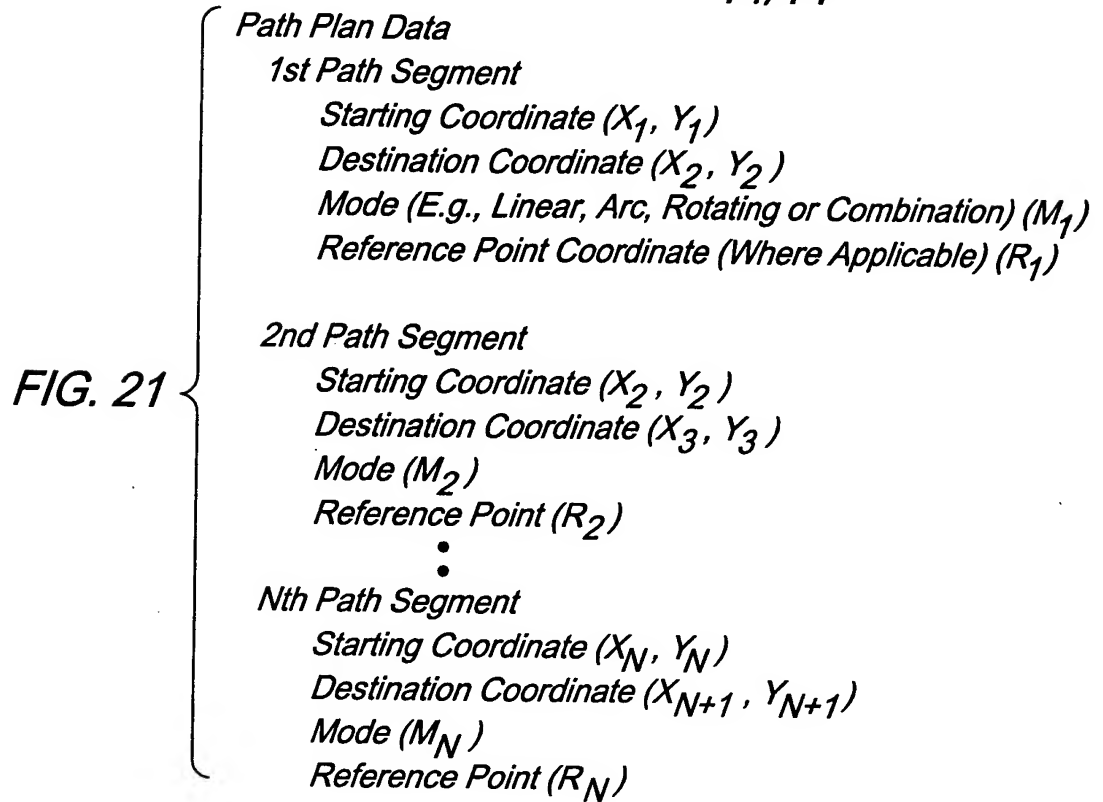 Path Plan Data
1st Path Segment
Starting Coordinate (X1, Y1)
Destination Coordinate (X2, Y2)
Mode (E.g., Linear, Arc, Rotating or Combination) (M1)
Reference Point Coordinate (Where Applicable) (R1)
2nd Path Segment
FIG. 21
Starting Coordinate (X2, Y2)
Destination Coordinate (X3, Y3)
Mode (M2)
Reference Point (R2)
Nth Path Segment
Starting Coordinate (XN, YN)
Destination Coordinate (XN+1, YN+1)
Mode (MN)
Reference Point (RN)